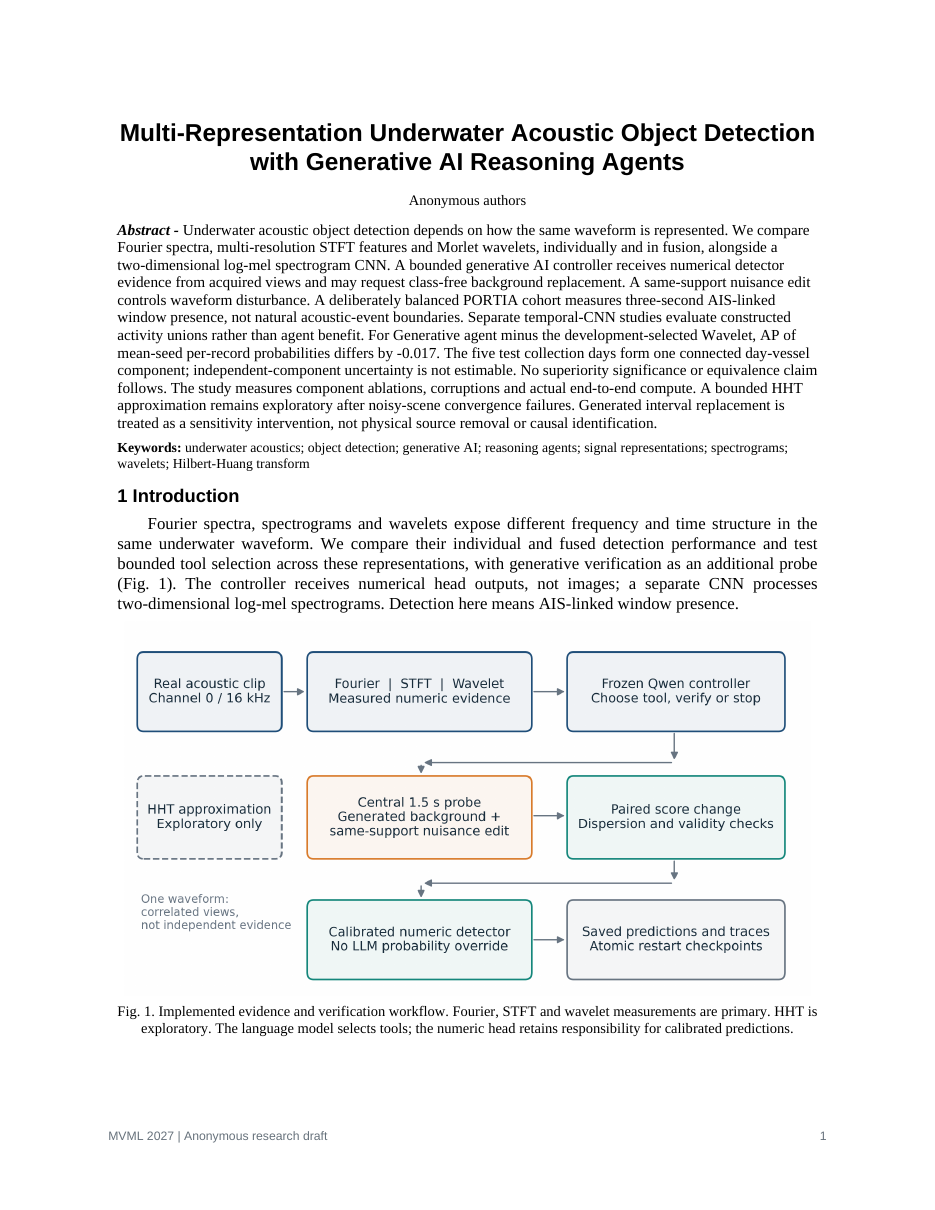 Multi-Representation Underwater Acoustic Object Detection
with Generative AI Reasoning Agents
Anonymous authors
Abstract - Underwater acoustic object detection depends on how the same waveform is represented. We compare
Fourier spectra, multi-resolution STFT features and Morlet wavelets, individually and in fusion, alongside a
two-dimensional log-mel spectrogram CNN. A bounded generative AI controller receives numerical detector
evidence from acquired views and may request class-free background replacement. A same-support nuisance edit
controls waveform disturbance. A deliberately balanced PORTIA cohort measures three-second AIS-linked
window presence, not natural acoustic-event boundaries. Separate temporal-CNN studies evaluate constructed
activity unions rather than agent benefit. For Generative agent minus the development-selected Wavelet, AP of
mean-seed per-record probabilities differs by -0.017. The five test collection days form one connected day-vessel
component; independent-component uncertainty is not estimable. No superiority significance or equivalence claim
follows. The study measures component ablations, corruptions and actual end-to-end compute. A bounded HHT
approximation remains exploratory after noisy-scene convergence failures. Generated interval replacement is
treated as a sensitivity intervention, not physical source removal or causal identification.
Keywords: underwater acoustics; object detection; generative AI; reasoning agents; signal representations; spectrograms;
wavelets; Hilbert-Huang transform
1 Introduction
Fourier spectra, spectrograms and wavelets expose different frequency and time structure in the
same underwater waveform. We compare their individual and fused detection performance and test
bounded tool selection across these representations, with generative verification as an additional probe
(Fig. 1). The controller receives numerical head outputs, not images; a separate CNN processes
two-dimensional log-mel spectrograms. Detection here means AIS-linked window presence.
Real acoustic clip
Channel 0 / 16 kHz
Fourier | STFT | Wavelet
Measured numeric evidence
Frozen Qwen controller
Choose tool, verify or stop
HHT approximation
Exploratory only
Central 1.5 s probe
Generated background +
same-support nuisance edit
Paired score change
Dispersion and validity checks
One waveform:
correlated views,
not independent evidence
Calibrated numeric detector
No LLM probability override
Saved predictions and traces
Atomic restart checkpoints
Fig. 1. Implemented evidence and verification workflow. Fourier, STFT and wavelet measurements are primary. HHT is
exploratory. The language model selects tools; the numeric head retains responsibility for calibrated predictions.
MVML 2027 | Anonymous research draft
1